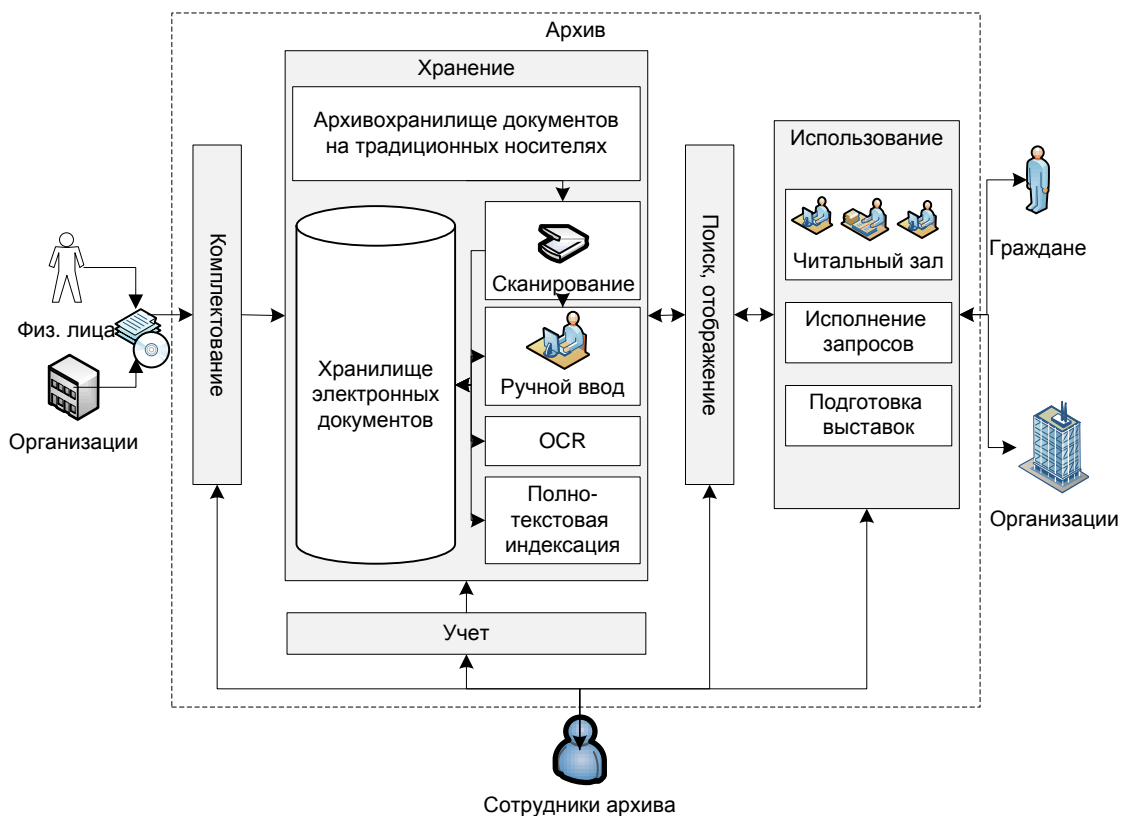 Архив
Хранение
Архивохранилище документов
на традиционных носителях
Использование
Комплектование
Поиск, отображение
Физ. лица
Организации
Сканирование
Хранилище
электронных
документов
Ручной ввод
OCR
Полно-
текстовая
индексация
Читальный зал
Исполнение
запросов
Подготовка
выставок
Граждане
Организации
Учет
Сотрудники архива